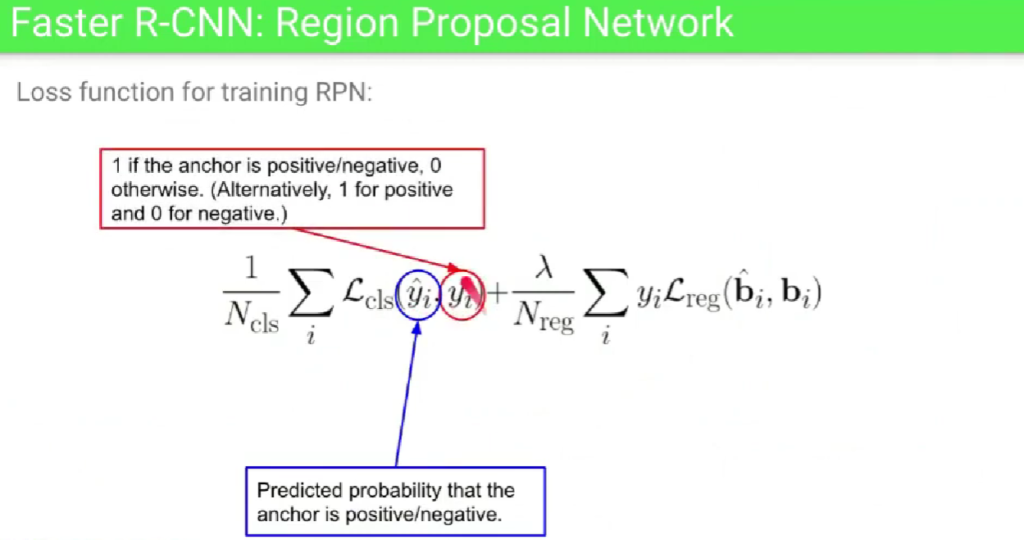 Faster R-CNN: Region Proposal Network
Loss function for training RPN:
1 if the anchor is positive/negative, 0
otherwise. (Alternatively, 1 for positive
and 0 for negative.)
$\frac{1}{N_{\text{cls}}} \sum_i \mathcal{L}_{\text{cls}}(\hat{y}_i, y_i) + \frac{\lambda}{N_{\text{reg}}} \sum_i y_i \mathcal{L}_{\text{reg}}(\hat{\mathbf{b}}_i, \mathbf{b}_i)$
Predicted probability that the
anchor is positive/negative.